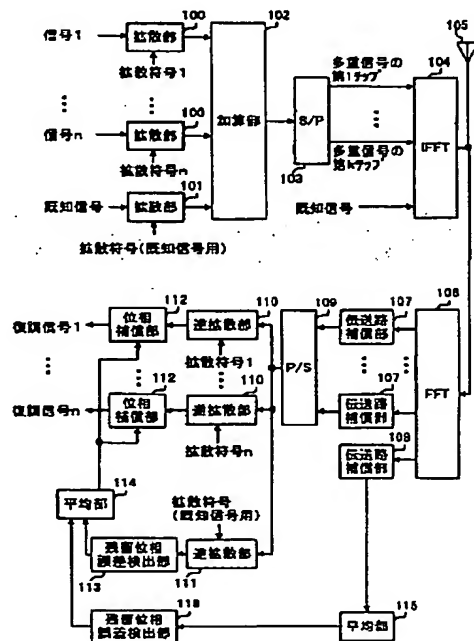 信号1
拡散部
100
拡散符号1
信号n
拡散部
100
拡散符号n
既知信号
拡散部
101
拡散符号(既知信号用)
加算部
102
S/P
103
多重信号の
第1チップ
多重信号の
第kチップ
既知信号
IFFT
104
105
復調信号1
位相
補償部
112
逆拡散部
110
拡散符号1
復調信号n
位相
補償部
112
逆拡散部
110
拡散符号n
P/S
109
伝送路
補償部
107
伝送路
補償部
107
伝送路
補償部
108
FFT
106
平均部
114
残留位相
誤差検出部
113
拡散符号
(既知信号用)
逆拡散部
111
残留位相
誤差検出部
116
平均部
115